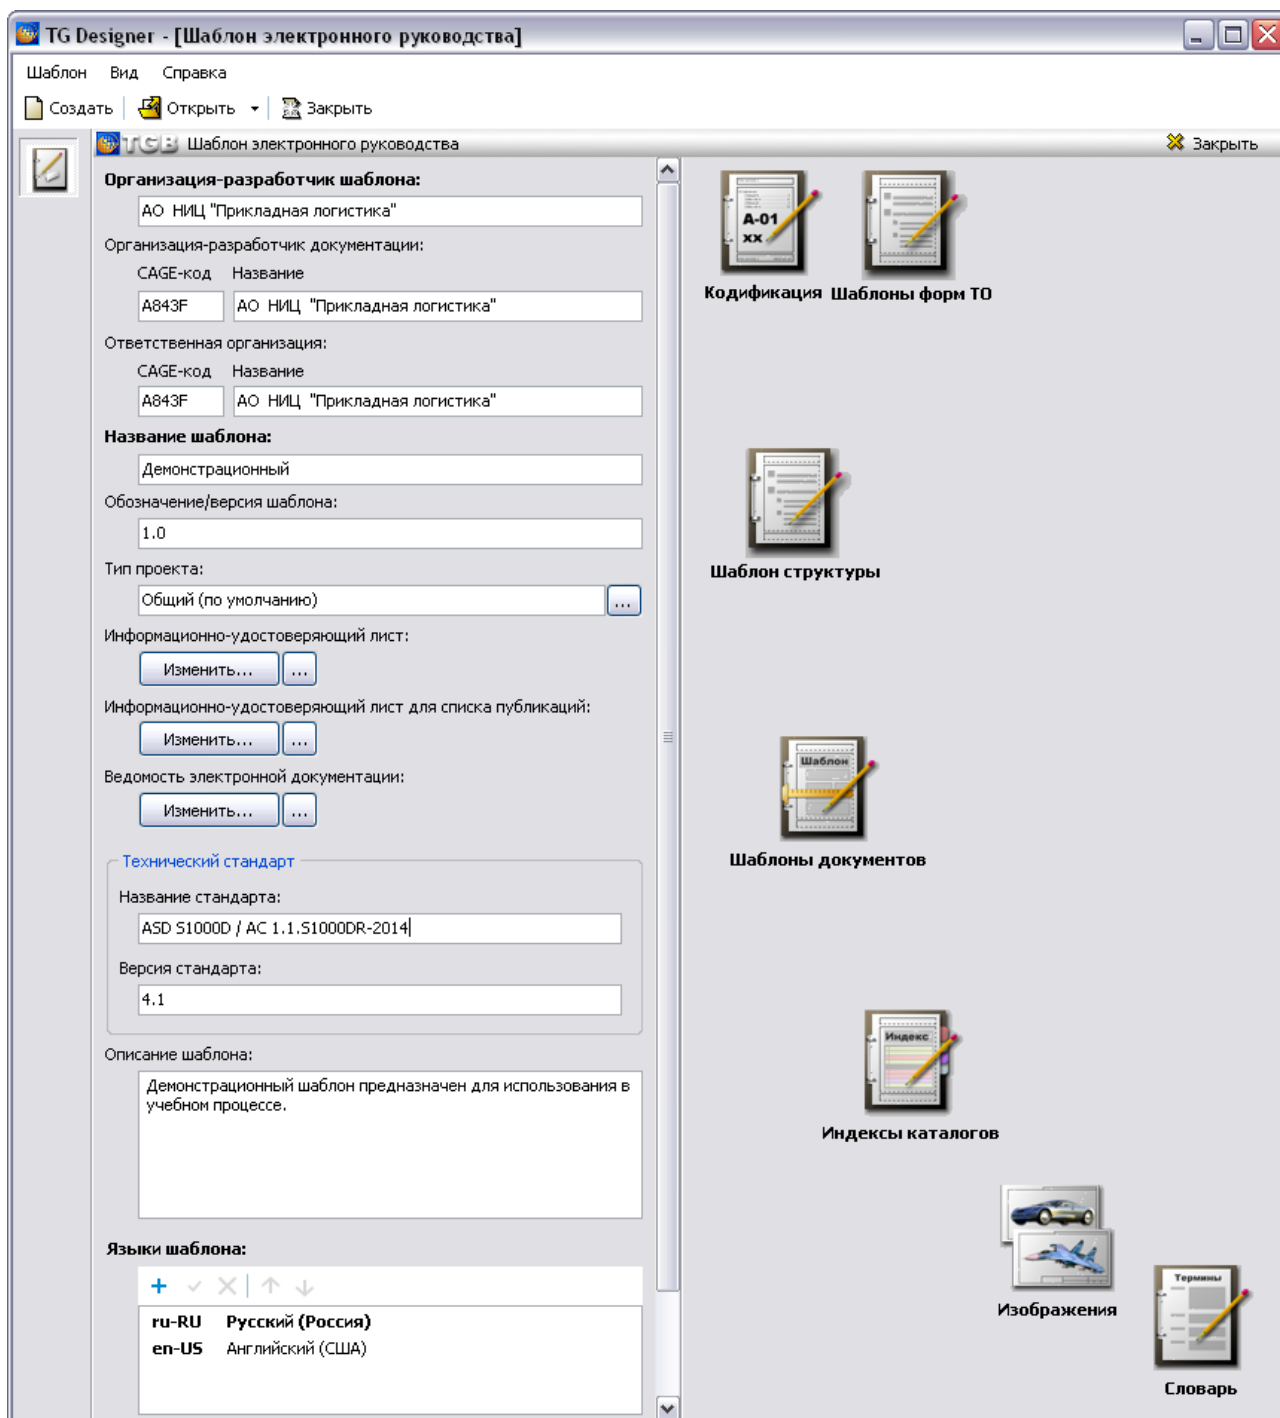 TG Designer - [Шаблон электронного руководства]
Шаблон Вид Справка
Создать Открыть Закрыть
TGB Шаблон электронного руководства Закрыть
Организация-разработчик шаблона:
АО НИЦ "Прикладная логистика"
Организация-разработчик документации:
CAGE-код Название
A843F АО НИЦ "Прикладная логистика"
Ответственная организация:
CAGE-код Название
A843F АО НИЦ "Прикладная логистика"
Название шаблона:
Демонстрационный
Обозначение/версия шаблона:
1.0
Тип проекта:
Общий (по умолчанию) ...
Информационно-удостоверяющий лист:
Изменить... ...
Информационно-удостоверяющий лист для списка публикаций:
Изменить... ...
Ведомость электронной документации:
Изменить... ...
Технический стандарт
Название стандарта:
ASD S1000D / AC 1.1.S1000DR-2014
Версия стандарта:
4.1
Описание шаблона:
Демонстрационный шаблон предназначен для использования в
учебном процессе.
Языки шаблона:
ru-RU Русский (Россия)
en-US Английский (США)
A-01
xx
Кодификация Шаблоны форм ТО
Шаблон структуры
Шаблон
Шаблоны документов
Индекс
Индексы каталогов
Изображения
Термины
Словарь